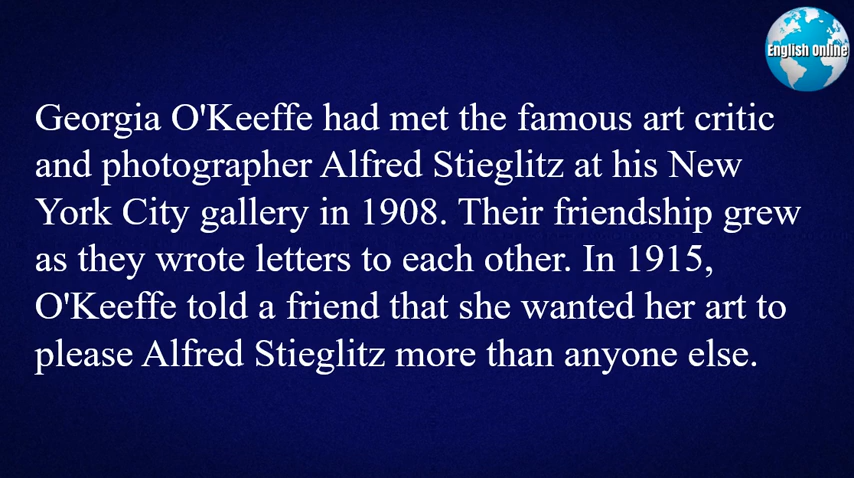 English Online
Georgia O'Keeffe had met the famous art critic
and photographer Alfred Stieglitz at his New
York City gallery in 1908. Their friendship grew
as they wrote letters to each other. In 1915,
O'Keeffe told a friend that she wanted her art to
please Alfred Stieglitz more than anyone else.